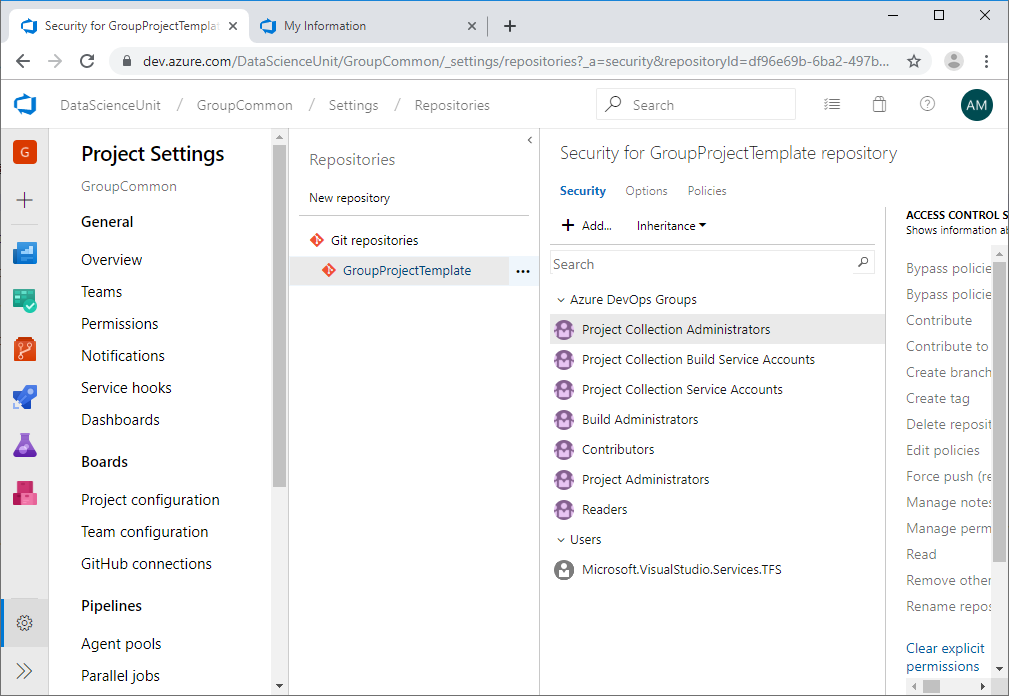 Security for GroupProjectTemplat
My Information
dev.azure.com/DataScienceUnit/GroupCommon/_settings/repositories?_a=security&repositoryId=df96e69b-6ba2-497b...
DataScienceUnit / GroupCommon / Settings / Repositories
Search
AM
G
Project Settings
GroupCommon
General
Overview
Teams
Permissions
Notifications
Service hooks
Dashboards
Boards
Project configuration
Team configuration
GitHub connections
Pipelines
Agent pools
Parallel jobs
Repositories
New repository
Git repositories
GroupProjectTemplate
Security for GroupProjectTemplate repository
Security Options Policies
Add... Inheritance
Search
Azure DevOps Groups
Project Collection Administrators
Project Collection Build Service Accounts
Project Collection Service Accounts
Build Administrators
Contributors
Project Administrators
Readers
Users
Microsoft.VisualStudio.Services.TFS
ACCESS CONTROL S
Shows information ab
Bypass policie
Bypass policie
Contribute
Contribute to
Create branch
Create tag
Delete reposit
Edit policies
Force push (re
Manage notes
Manage perm
Read
Remove other
Rename repos
Clear explicit
permissions